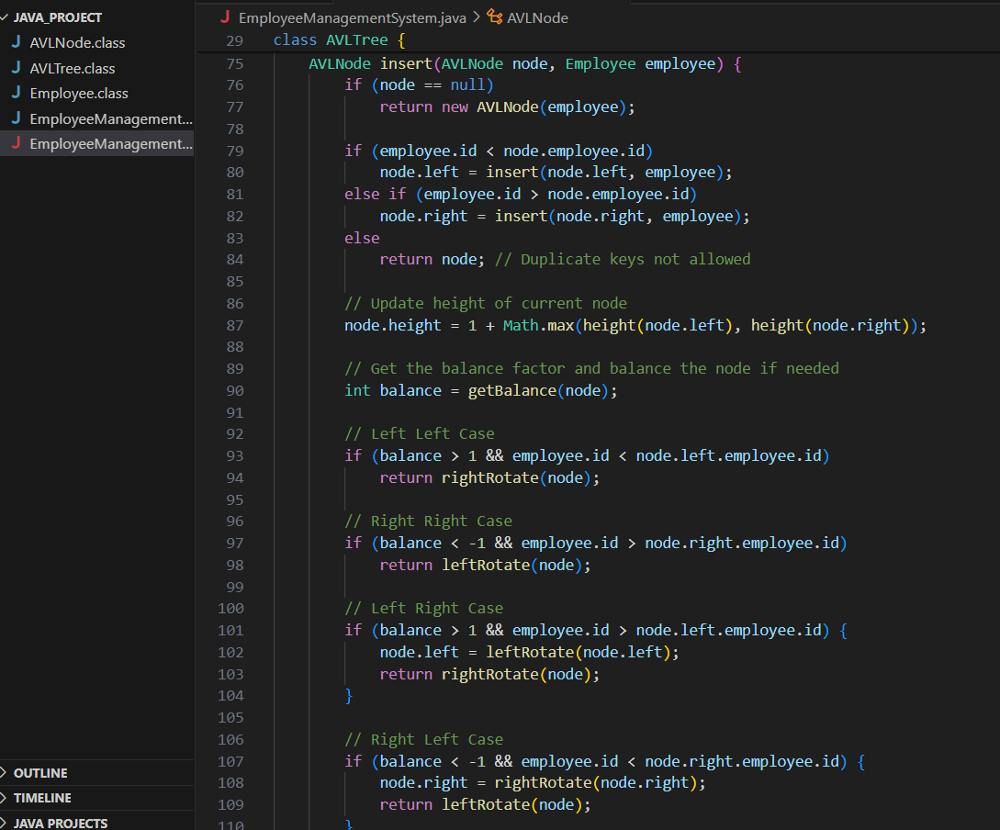 JAVA_PROJECT
AVLNode.class
AVLTree.class
Employee.class
EmployeeManagement...
EmployeeManagement...
OUTLINE
TIMELINE
JAVA PROJECTS
EmployeeManagementSystem.java > AVLNode
29 class AVLTree {
75 AVLNode insert(AVLNode node, Employee employee) {
76 if (node == null)
77 return new AVLNode(employee);
78
79 if (employee.id < node.employee.id)
80 node.left = insert(node.left, employee);
81 else if (employee.id > node.employee.id)
82 node.right = insert(node.right, employee);
83 else
84 return node; // Duplicate keys not allowed
85
86 // Update height of current node
87 node.height = 1 + Math.max(height(node.left), height(node.right));
88
89 // Get the balance factor and balance the node if needed
90 int balance = getBalance(node);
91
92 // Left Left Case
93 if (balance > 1 && employee.id < node.left.employee.id)
94 return rightRotate(node);
95
96 // Right Right Case
97 if (balance < -1 && employee.id > node.right.employee.id)
98 return leftRotate(node);
99
100 // Left Right Case
101 if (balance > 1 && employee.id > node.left.employee.id) {
102 node.left = leftRotate(node.left);
103 return rightRotate(node);
104 }
105
106 // Right Left Case
107 if (balance < -1 && employee.id < node.right.employee.id) {
108 node.right = rightRotate(node.right);
109 return leftRotate(node);
110 }